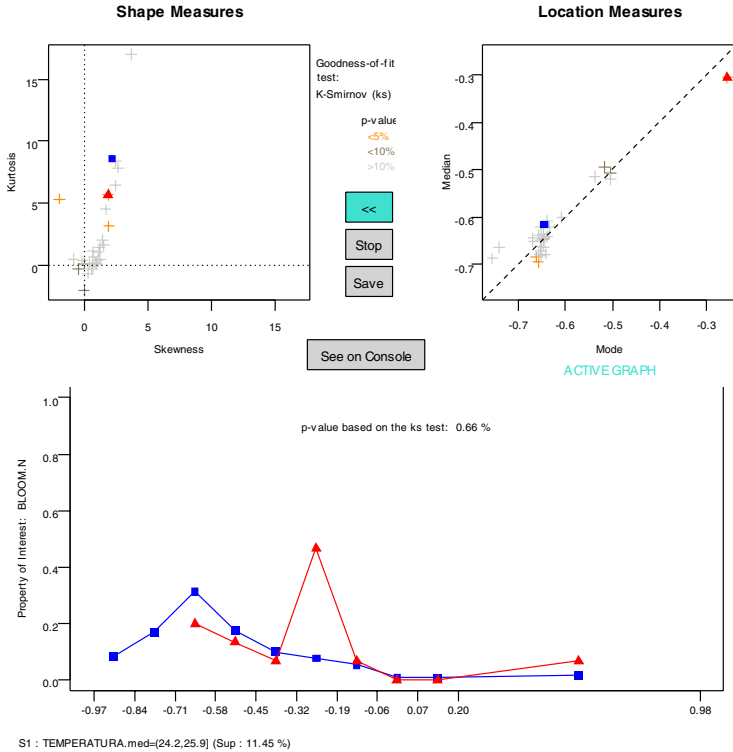 Shape Measures
Location Measures
Goodness-of-fit
test:
K-Smirnov (ks)
p-value
<5%
<10%
>10%
<<
Stop
Save
See on Console
Kurtosis
15
10
5
0
0
5
10
15
Skewness
Median
-0.3
-0.4
-0.5
-0.6
-0.7
-0.7
-0.6
-0.5
-0.4
-0.3
Mode
ACTIVE GRAPH
p-value based on the ks test: 0.66 %
Property of Interest: BLOOM.N
1.0
0.8
0.6
0.4
0.2
0.0
-0.97
-0.84
-0.71
-0.58
-0.45
-0.32
-0.19
-0.06
0.07
0.20
0.98
S1 : TEMPERATURA.med=(24.2,25.9] (Sup : 11.45 %)